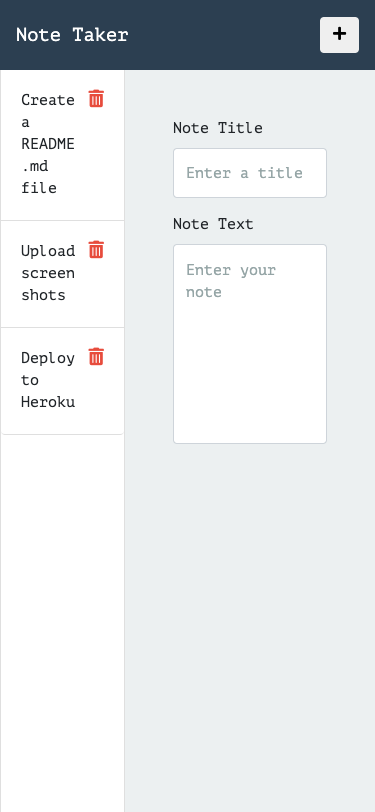 Note Taker
+
Create
a
README
.md
file
Upload
screen
shots
Deploy
to
Heroku
Note Title
Enter a title
Note Text
Enter your
note